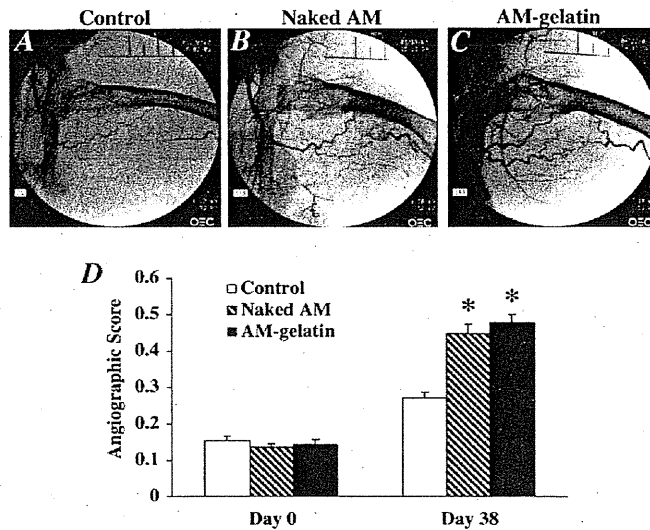 Control Naked AM AM-gelatin
A B C
OEC OEC OEC
D
Angiographic Score
0.6
0.5
0.4
0.3
0.2
0.1
0
Control
Naked AM
AM-gelatin
* *
Day 0 Day 38